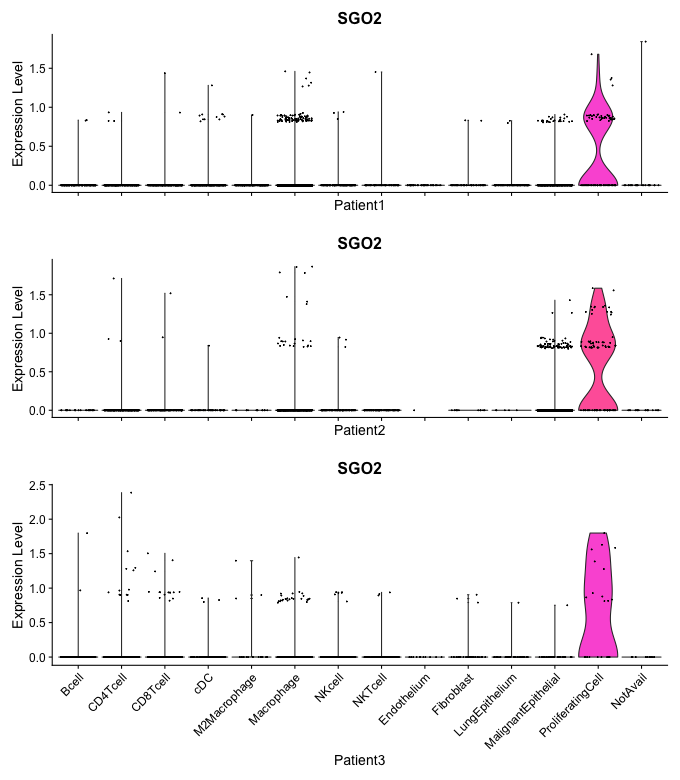 SGO2
Expression Level
1.5
1.0
0.5
0.0
Patient1
SGO2
Expression Level
1.5
1.0
0.5
0.0
Patient2
SGO2
Expression Level
2.5
2.0
1.5
1.0
0.5
0.0
Bcell
CD4Tcell
CD8Tcell
cDC
M2Macrophage
Macrophage
NKcell
NKTcell
Endothelium
Fibroblast
LungEpithelium
MalignantEpithelial
ProliferatingCell
NotAvail
Patient3